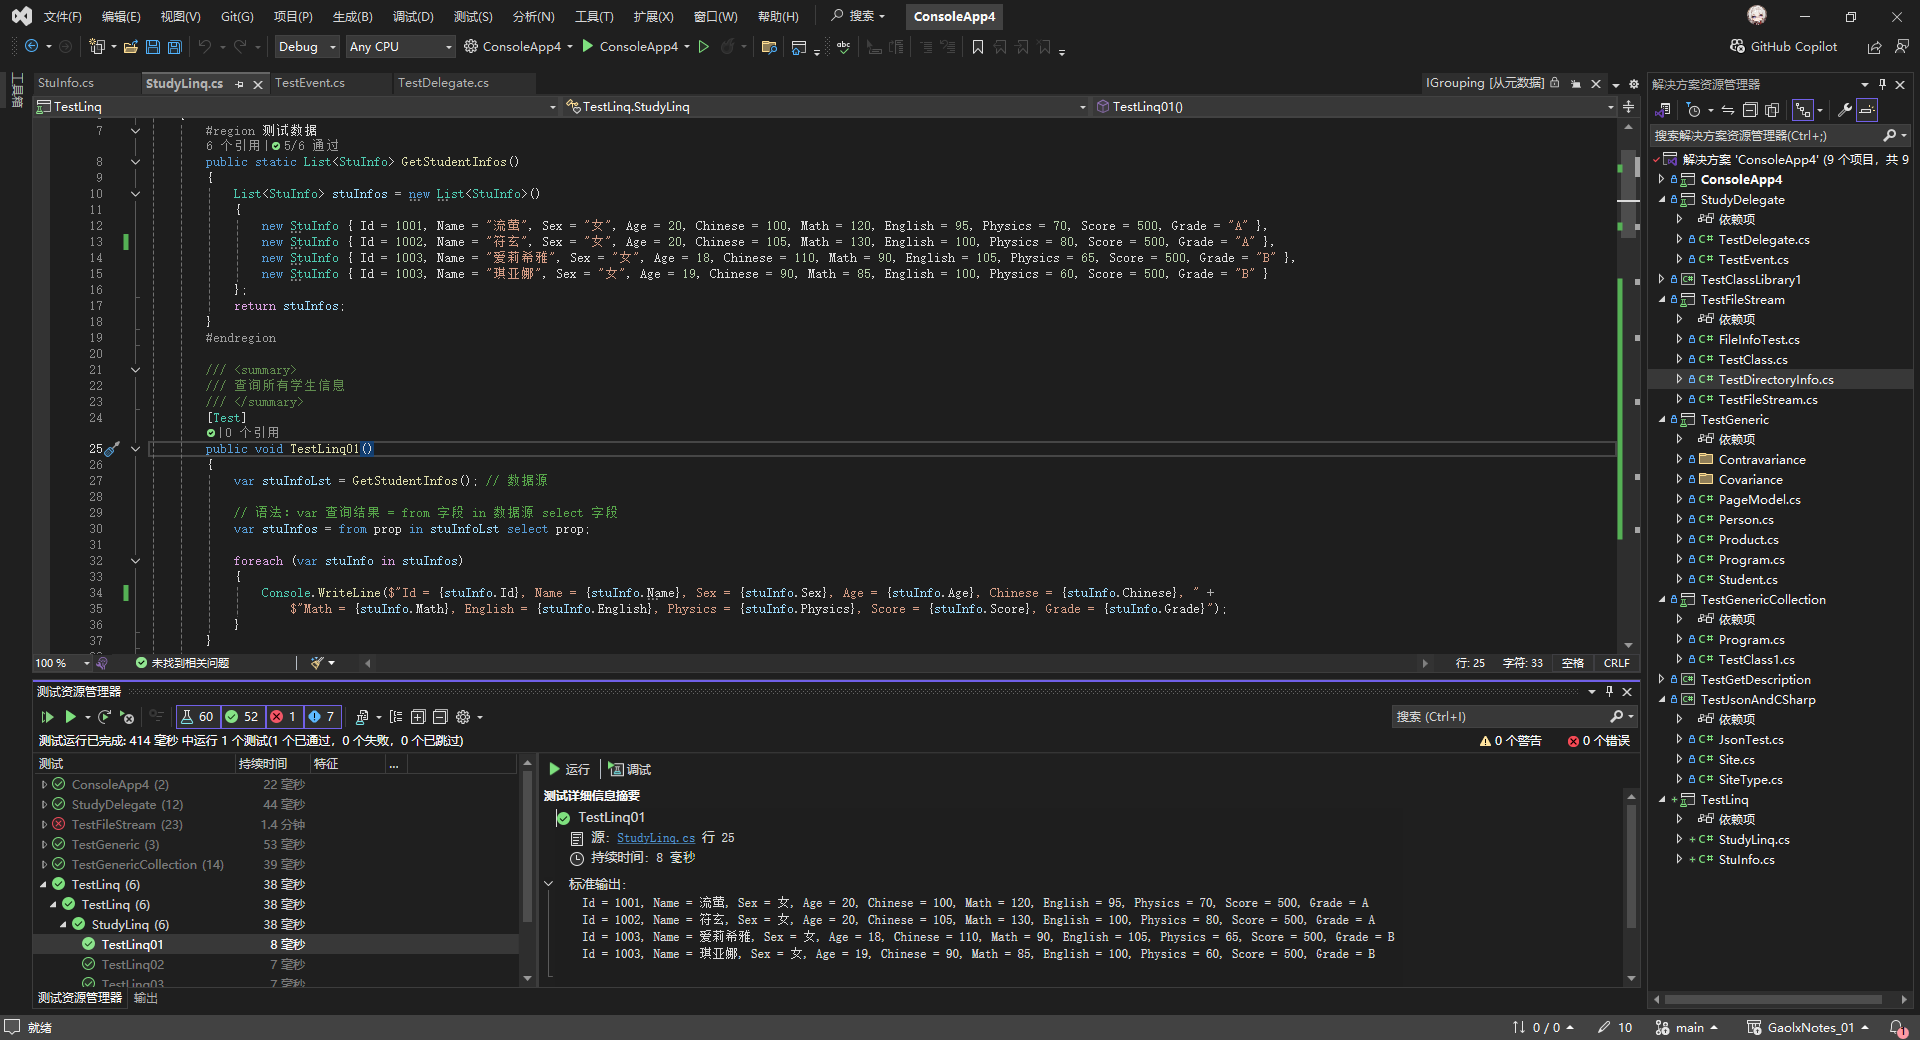 文件(F) 编辑(E) 视图(V) Git(G) 项目(P) 生成(B) 调试(D) 测试(S) 分析(N) 工具(T) 扩展(X) 窗口(W) 帮助(H) 搜索 ConsoleApp4
Debug Any CPU ConsoleApp4 ConsoleApp4 GitHub Copilot
工具箱
StuInfo.cs StudyLinq.cs TestEvent.cs TestDelegate.cs IGrouping [从元数据]
TestLinq TestLinq.StudyLinq TestLinq01()
7 #region 测试数据
6 个引用 | 5/6 通过
8 public static List<StuInfo> GetStudentInfos()
9 {
10 List<StuInfo> stuInfos = new List<StuInfo>()
11 {
12 new StuInfo { Id = 1001, Name = "流萤", Sex = "女", Age = 20, Chinese = 100, Math = 120, English = 95, Physics = 70, Score = 500, Grade = "A" },
13 new StuInfo { Id = 1002, Name = "符玄", Sex = "女", Age = 20, Chinese = 105, Math = 130, English = 100, Physics = 80, Score = 500, Grade = "A" },
14 new StuInfo { Id = 1003, Name = "爱莉希雅", Sex = "女", Age = 18, Chinese = 110, Math = 90, English = 105, Physics = 65, Score = 500, Grade = "B" },
15 new StuInfo { Id = 1003, Name = "琪亚娜", Sex = "女", Age = 19, Chinese = 90, Math = 85, English = 100, Physics = 60, Score = 500, Grade = "B" }
16 };
17 return stuInfos;
18 }
19 #endregion
20
21 /// <summary>
22 /// 查询所有学生信息
23 /// </summary>
24 [Test]
| 0 个引用
25 public void TestLinq01()
26 {
27 var stuInfoLst = GetStudentInfos(); // 数据源
28
29 // 语法：var 查询结果 = from 字段 in 数据源 select 字段
30 var stuInfos = from prop in stuInfoLst select prop;
31
32 foreach (var stuInfo in stuInfos)
33 {
34 Console.WriteLine($"Id = {stuInfo.Id}, Name = {stuInfo.Name}, Sex = {stuInfo.Sex}, Age = {stuInfo.Age}, Chinese = {stuInfo.Chinese}, " +
35 $"Math = {stuInfo.Math}, English = {stuInfo.English}, Physics = {stuInfo.Physics}, Score = {stuInfo.Score}, Grade = {stuInfo.Grade}");
36 }
37 }
100 % 未找到相关问题 行: 25 字符: 33 空格 CRLF
测试资源管理器
60 52 1 7 搜索 (Ctrl+I)
测试运行已完成: 414 毫秒 中运行 1 个测试(1 个已通过，0 个失败，0 个已跳过) 0 个警告 0 个错误
测试 持续时间 特征 ...
ConsoleApp4 (2) 22 毫秒
StudyDelegate (12) 44 毫秒
TestFileStream (23) 1.4 分钟
TestGeneric (3) 53 毫秒
TestGenericCollection (14) 39 毫秒
TestLinq (6) 38 毫秒
TestLinq (6) 38 毫秒
StudyLinq (6) 38 毫秒
TestLinq01 8 毫秒
TestLinq02 7 毫秒
TestLinq03 7 毫秒
运行 调试
测试详细信息摘要
TestLinq01
源: StudyLinq.cs 行 25
持续时间: 8 毫秒
标准输出:
Id = 1001, Name = 流萤, Sex = 女, Age = 20, Chinese = 100, Math = 120, English = 95, Physics = 70, Score = 500, Grade = A
Id = 1002, Name = 符玄, Sex = 女, Age = 20, Chinese = 105, Math = 130, English = 100, Physics = 80, Score = 500, Grade = A
Id = 1003, Name = 爱莉希雅, Sex = 女, Age = 18, Chinese = 110, Math = 90, English = 105, Physics = 65, Score = 500, Grade = B
Id = 1003, Name = 琪亚娜, Sex = 女, Age = 19, Chinese = 90, Math = 85, English = 100, Physics = 60, Score = 500, Grade = B
测试资源管理器 输出
解决方案资源管理器
搜索解决方案资源管理器(Ctrl+;)
解决方案 'ConsoleApp4' (9 个项目，共 9
ConsoleApp4
StudyDelegate
依赖项
C# TestDelegate.cs
C# TestEvent.cs
TestClassLibrary1
TestFileStream
依赖项
C# FileInfoTest.cs
C# TestClass.cs
C# TestDirectoryInfo.cs
C# TestFileStream.cs
TestGeneric
依赖项
Contravariance
Covariance
C# PageModel.cs
C# Person.cs
C# Product.cs
C# Program.cs
C# Student.cs
TestGenericCollection
依赖项
C# Program.cs
C# TestClass1.cs
TestGetDescription
TestJsonAndCSharp
依赖项
C# JsonTest.cs
C# Site.cs
C# SiteType.cs
TestLinq
依赖项
C# StudyLinq.cs
C# StuInfo.cs
就绪 0 / 0 10 main GaolxNotes_01 1